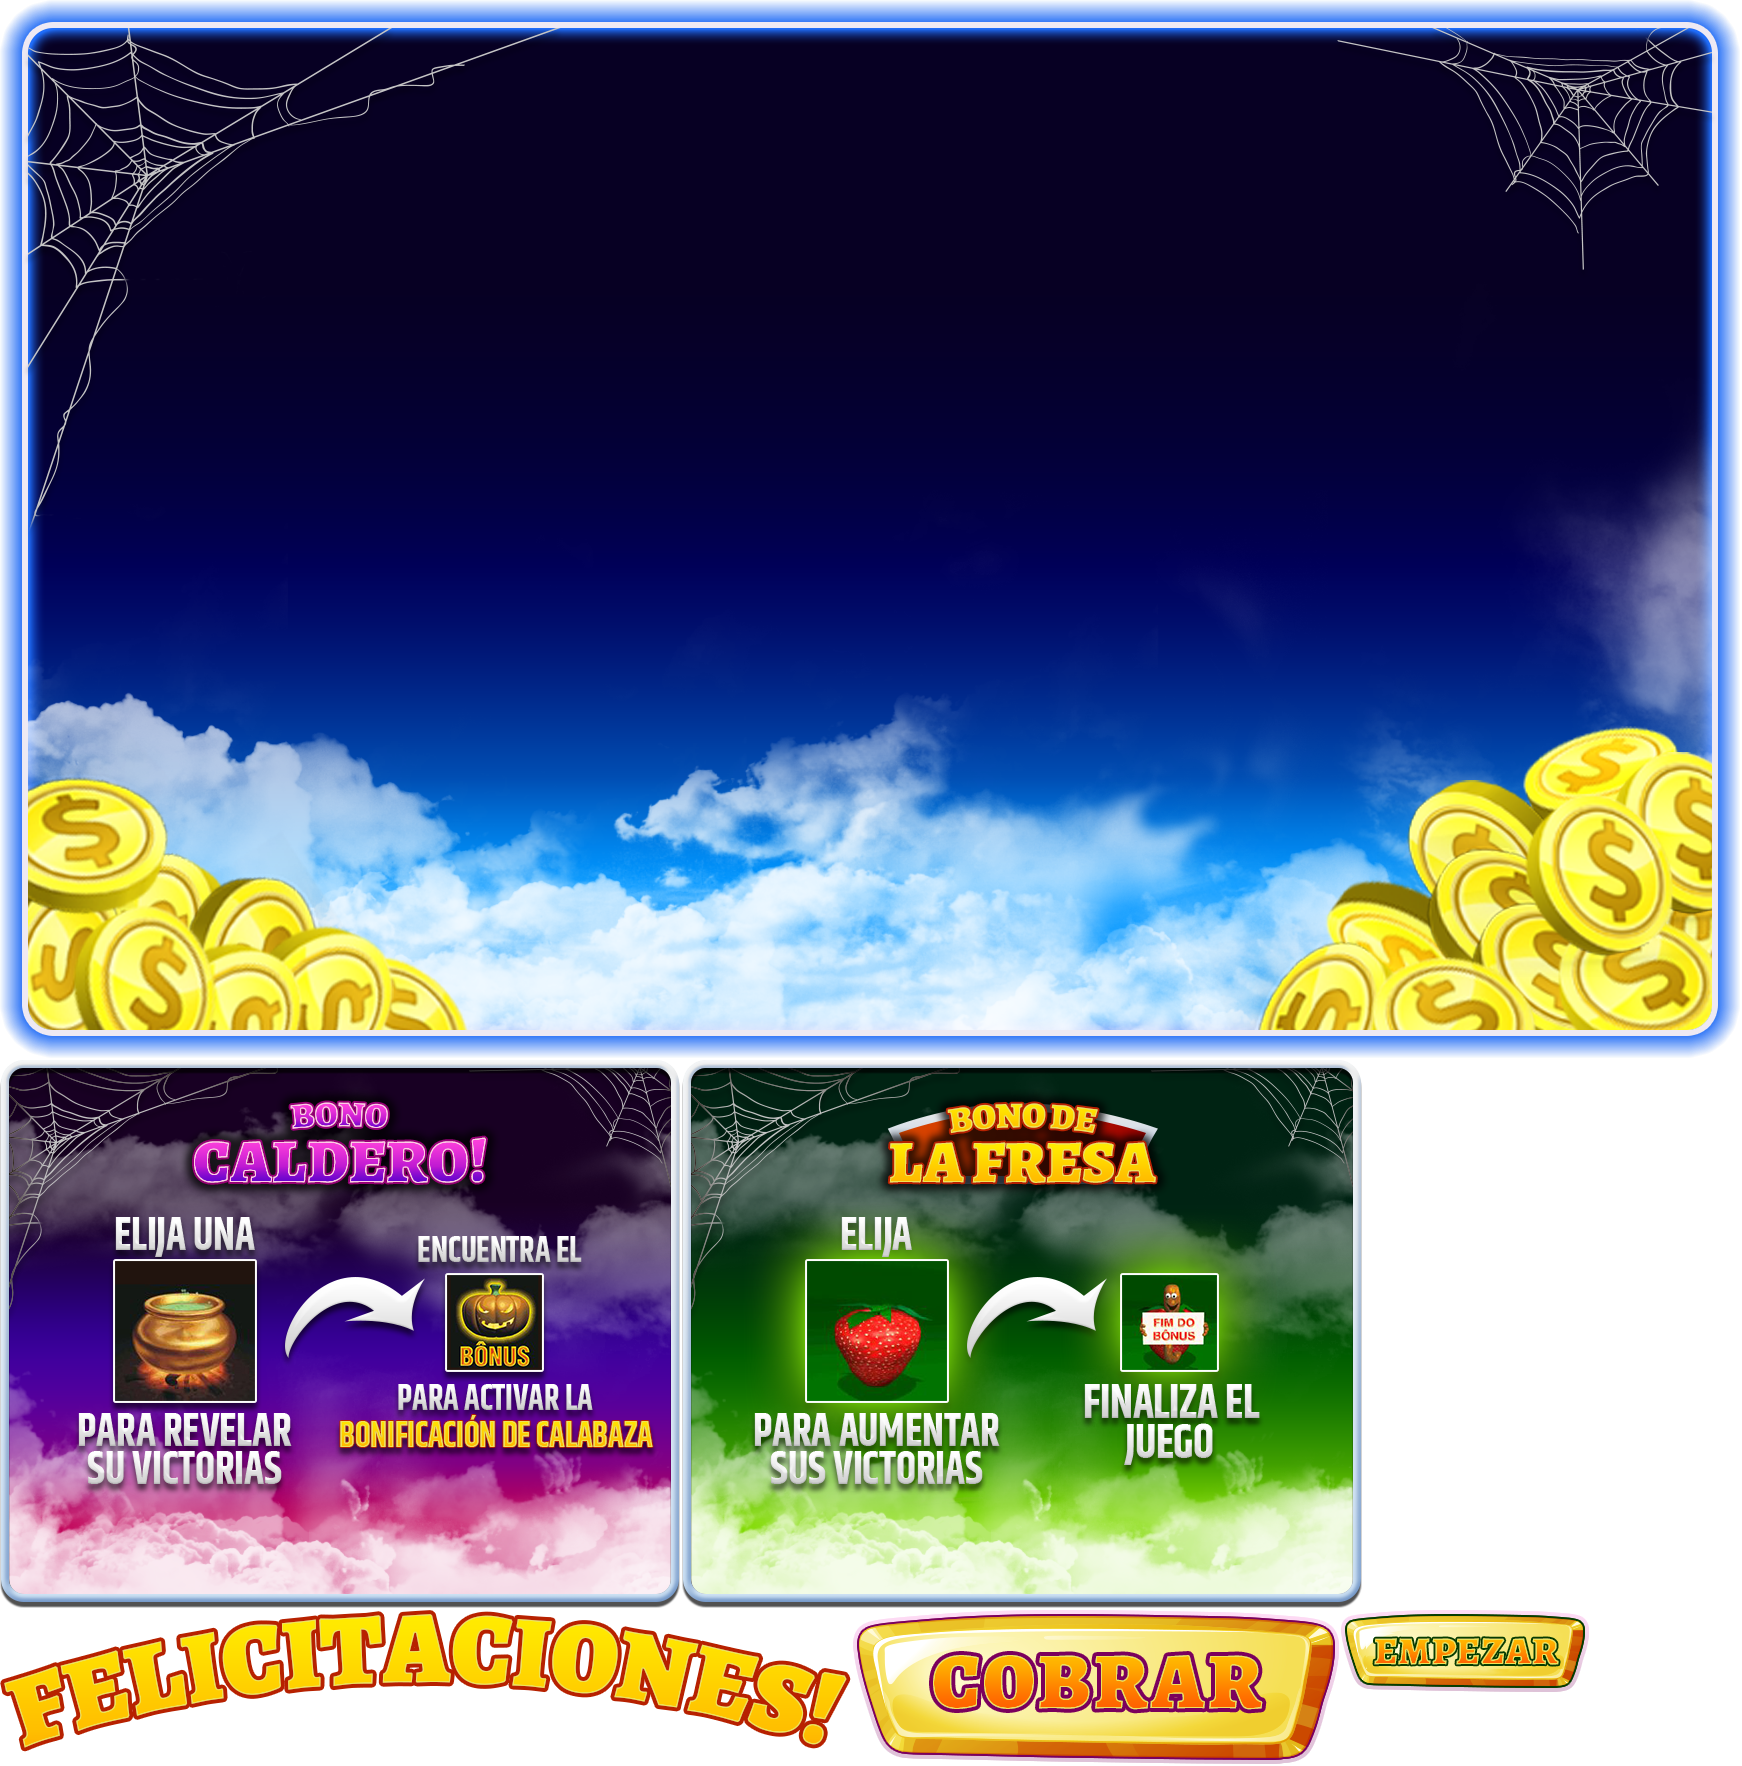 BONO
CALDERO!
ELIJA UNA
PARA REVELAR
SU VICTORIAS
ENCUENTRA EL
BÔNUS
PARA ACTIVAR LA
BONIFICACIÓN DE CALABAZA
BONO DE
LA FRESA
ELIJA
PARA AUMENTAR
SUS VICTORIAS
FIM DO
BÔNUS
FINALIZA EL
JUEGO
FELICITACIONES!
COBRAR
EMPEZAR